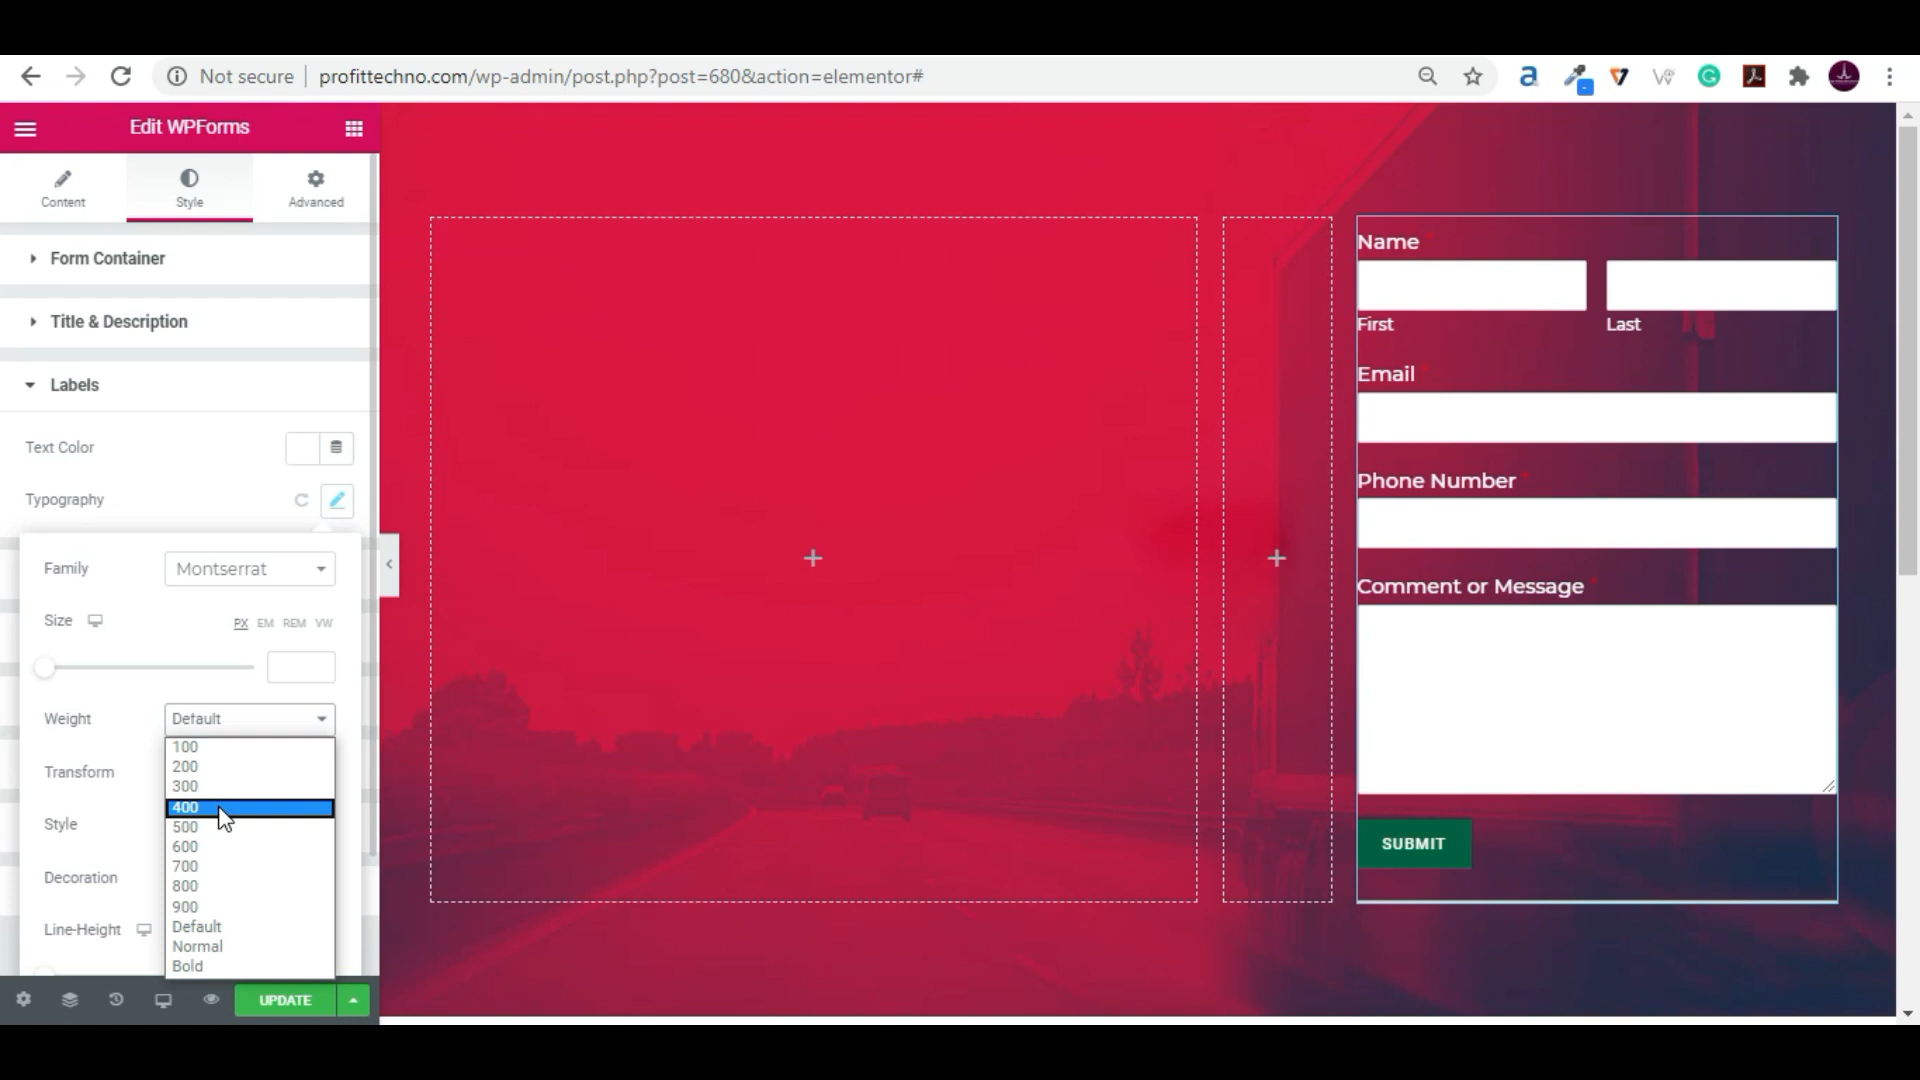 Not secure
profittechno.com/wp-admin/post.php?post=680&action=elementor#
Edit WPForms
Content
Style
Advanced
Form Container
Title & Description
Labels
Text Color
Typography
Family
Montserrat
Size
PX EM REM VW
Weight
Default
100
200
300
400
500
600
700
800
900
Default
Normal
Bold
Transform
Style
Decoration
Line-Height
UPDATE
Name *
First
Last
Email *
Phone Number *
Comment or Message *
SUBMIT